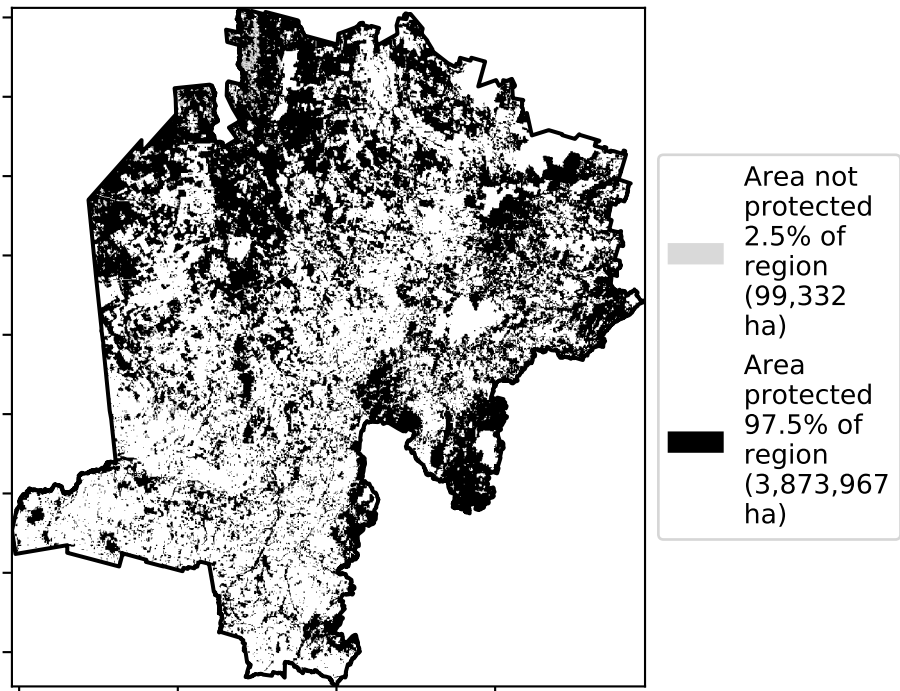 Area not
protected
2.5% of
region
(99,332
ha)
Area
protected
97.5% of
region
(3,873,967
ha)